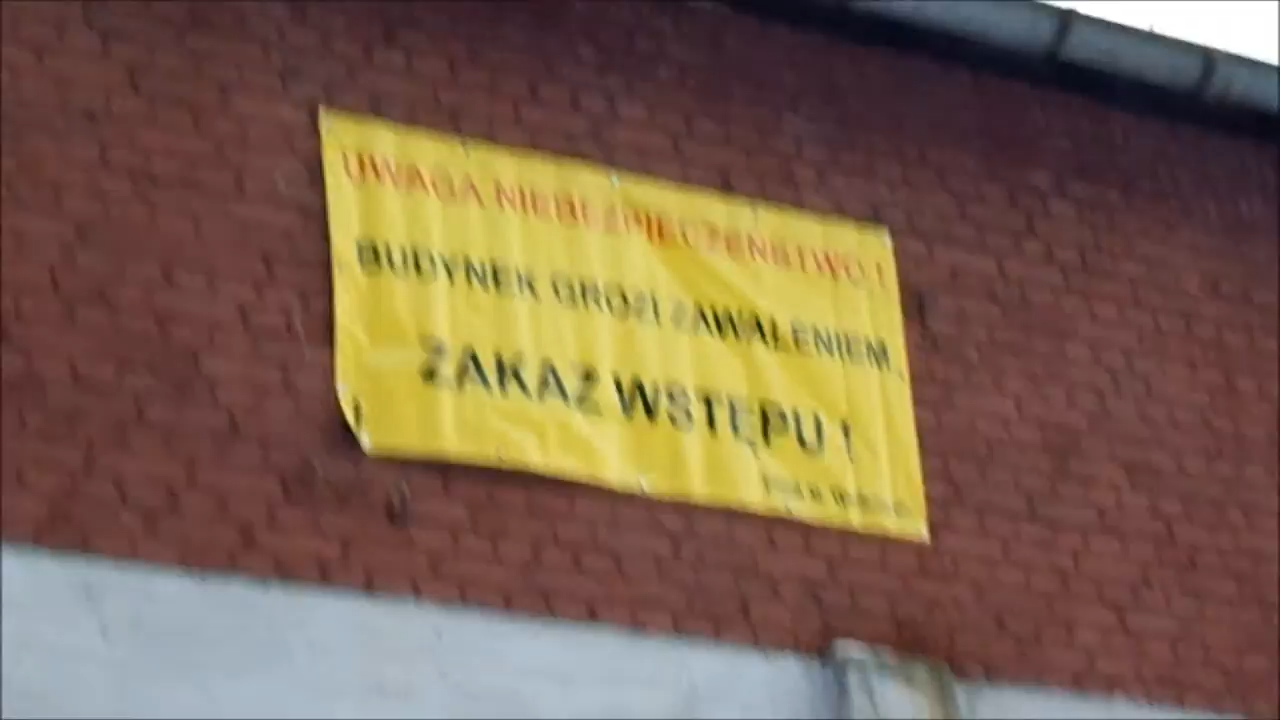 UWAGA NIEBEZPIECZEŃSTWO !
BUDYNEK GROZI ZAWALENIEM.
ZAKAZ WSTĘPU !